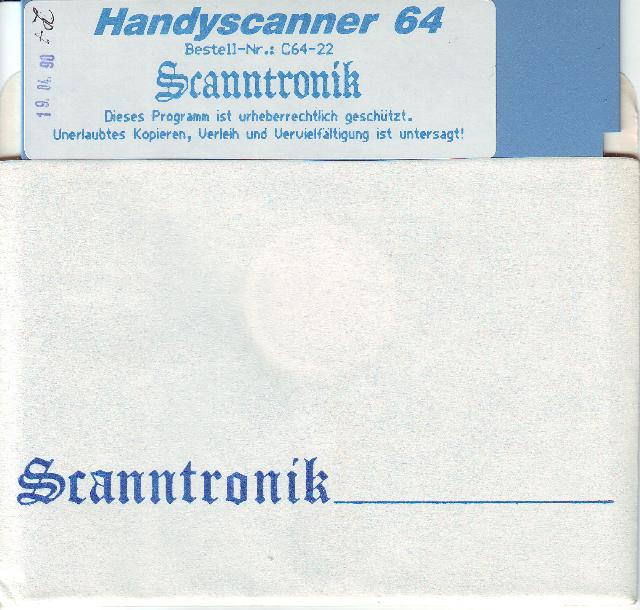 Handyscanner 64
Bestell-Nr.: C64-22
Scanntronik
Dieses Programm ist urheberrechtlich geschützt.
Unerlaubtes Kopieren, Verleih und Vervielfältigung ist untersagt!
19. 04. 90
Scanntronik